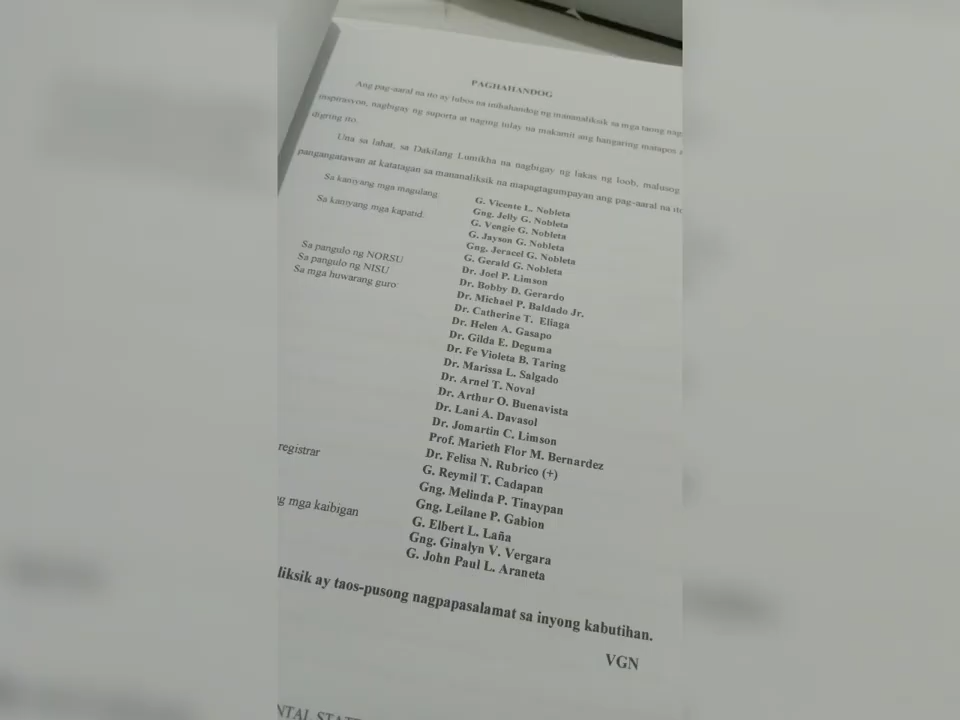 PAGHAHANDOG
Ang pag-aaral na ito ay lubos na inihahandog ng mananaliksik sa mga taong nag
inspirasyon, nagbigay ng suporta at naging tulay na makamit ang hangaring matapos
digring ito.
Una sa lahat, sa Dakilang Lumikha na nagbigay ng lakas ng loob, malusog
pangangatawan at katatagan sa mananaliksik na mapagtagumpayan ang pag-aaral na ito
Sa kaniyang mga magulang: G. Vicente L. Nobleta
Gng. Jelly G. Nobleta
Sa kaniyang mga kapatid: G. Vengie G. Nobleta
G. Jayson G. Nobleta
Gng. Jeracel G. Nobleta
G. Gerald G. Nobleta
Sa pangulo ng NORSU Dr. Joel P. Limson
Sa pangulo ng NISU Dr. Bobby D. Gerardo
Sa mga huwarang guro: Dr. Michael P. Baldado Jr.
Dr. Catherine T. Eliaga
Dr. Helen A. Gasapo
Dr. Gilda E. Deguma
Dr. Fe Violeta B. Taring
Dr. Marissa L. Salgado
Dr. Arnel T. Noval
Dr. Arthur O. Buenavista
Dr. Lani A. Davasol
Dr. Jomartin C. Limson
Prof. Marieth Flor M. Bernardez
Dr. Felisa N. Rubrico (+)
registrar G. Reymil T. Cadapan
Gng. Melinda P. Tinaypan
Gng. Leilane P. Gabion
g mga kaibigan G. Elbert L. Laña
Gng. Ginalyn V. Vergara
G. John Paul L. Araneta
liksik ay taos-pusong nagpapasalamat sa inyong kabutihan.
VGN